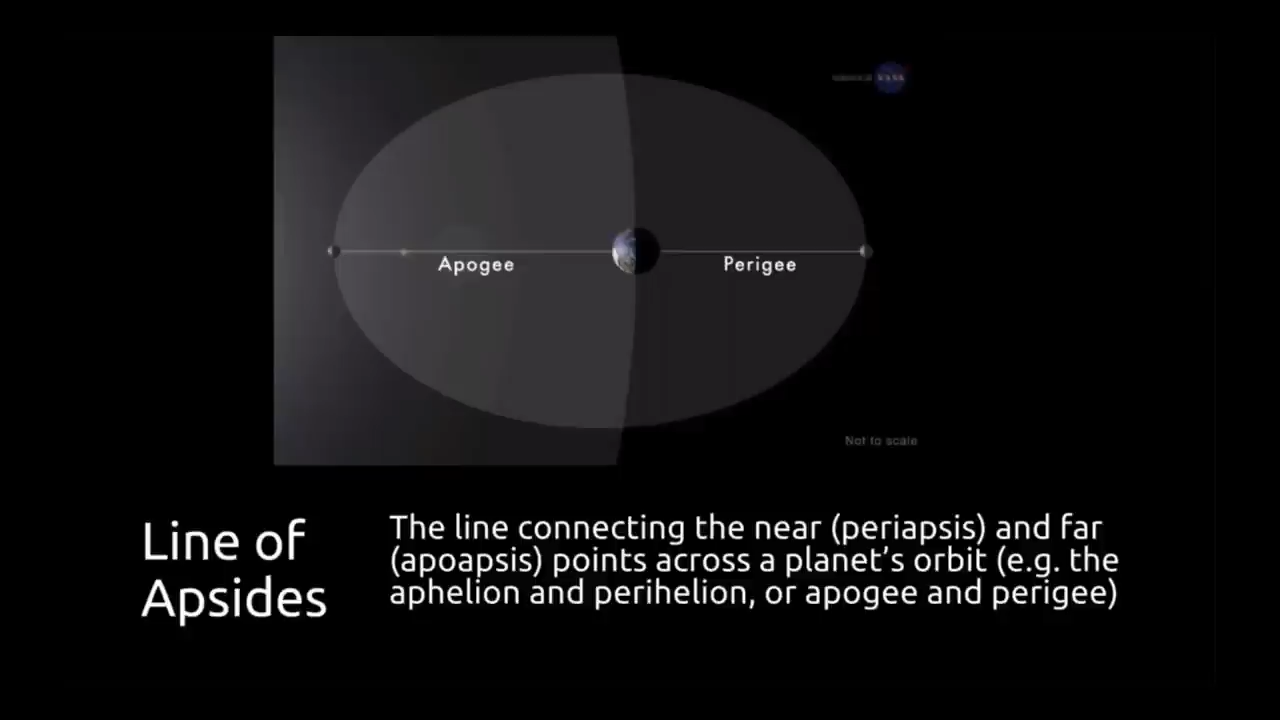 NASA
Apogee
Perigee
Not to scale
Line of
Apsides
The line connecting the near (periapsis) and far
(apoapsis) points across a planet’s orbit (e.g. the
aphelion and perihelion, or apogee and perigee)